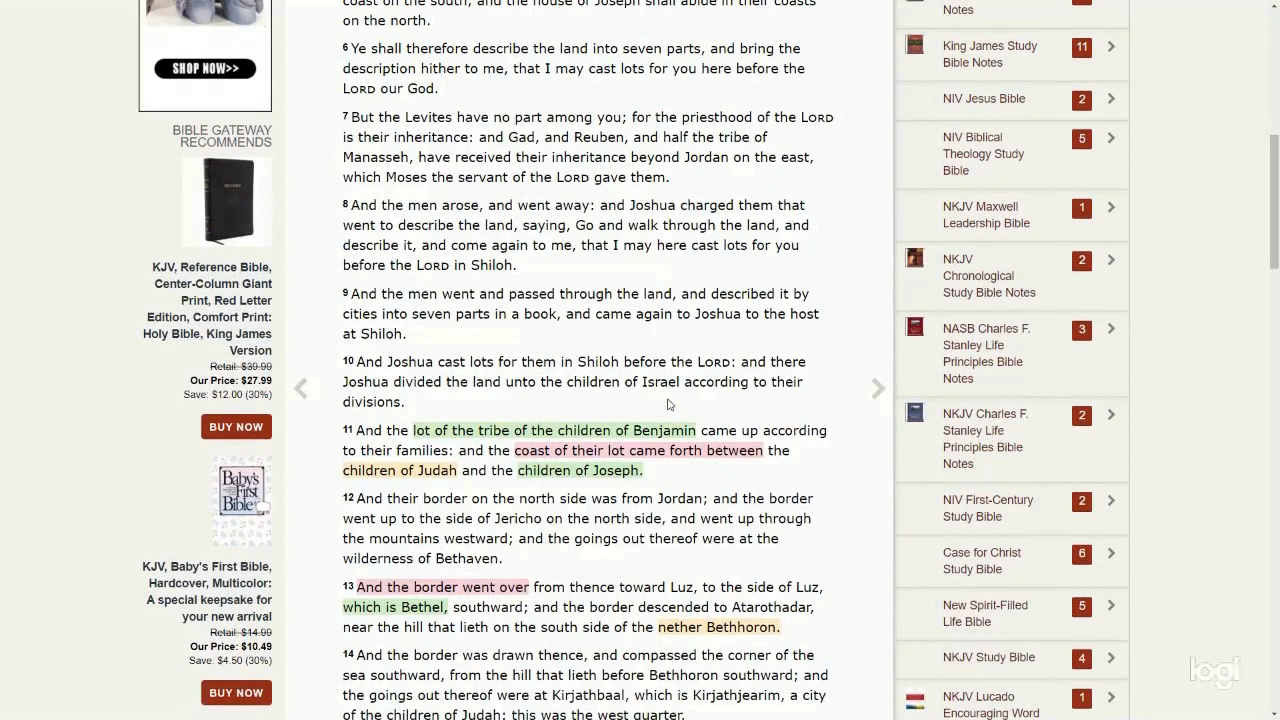 SHOP NOW>>
BIBLE GATEWAY
RECOMMENDS
KJV, Reference Bible,
Center-Column Giant
Print, Red Letter
Edition, Comfort Print:
Holy Bible, King James
Version
Retail: $39.99
Our Price: $27.99
Save: $12.00 (30%)
BUY NOW
Baby's
First
Bible
KJV, Baby's First Bible,
Hardcover, Multicolor:
A special keepsake for
your new arrival
Retail: $14.99
Our Price: $10.49
Save: $4.50 (30%)
BUY NOW
coast on the south, and the house of Joseph shall abide in their coasts
on the north.
6 Ye shall therefore describe the land into seven parts, and bring the
description hither to me, that I may cast lots for you here before the
LORD our God.
7 But the Levites have no part among you; for the priesthood of the LORD
is their inheritance: and Gad, and Reuben, and half the tribe of
Manasseh, have received their inheritance beyond Jordan on the east,
which Moses the servant of the LORD gave them.
8 And the men arose, and went away: and Joshua charged them that
went to describe the land, saying, Go and walk through the land, and
describe it, and come again to me, that I may here cast lots for you
before the LORD in Shiloh.
9 And the men went and passed through the land, and described it by
cities into seven parts in a book, and came again to Joshua to the host
at Shiloh.
10 And Joshua cast lots for them in Shiloh before the LORD: and there
Joshua divided the land unto the children of Israel according to their
divisions.
11 And the lot of the tribe of the children of Benjamin came up according
to their families: and the coast of their lot came forth between the
children of Judah and the children of Joseph.
12 And their border on the north side was from Jordan; and the border
went up to the side of Jericho on the north side, and went up through
the mountains westward; and the goings out thereof were at the
wilderness of Bethaven.
13 And the border went over from thence toward Luz, to the side of Luz,
which is Bethel, southward; and the border descended to Atarothadar,
near the hill that lieth on the south side of the nether Bethhoron.
14 And the border was drawn thence, and compassed the corner of the
sea southward, from the hill that lieth before Bethhoron southward; and
the goings out thereof were at Kirjathbaal, which is Kirjathjearim, a city
of the children of Judah: this was the west quarter.
Notes
King James Study
Bible Notes
11
NIV Jesus Bible
2
NIV Biblical
Theology Study
Bible
5
NKJV Maxwell
Leadership Bible
1
NKJV
Chronological
Study Bible Notes
2
NASB Charles F.
Stanley Life
Principles Bible
Notes
3
NKJV Charles F.
Stanley Life
Principles Bible
Notes
2
NIV First-Century
Study Bible
2
Case for Christ
Study Bible
6
New Spirit-Filled
Life Bible
5
NKJV Study Bible
4
NKJV Lucado
Encouraging Word
1
logi